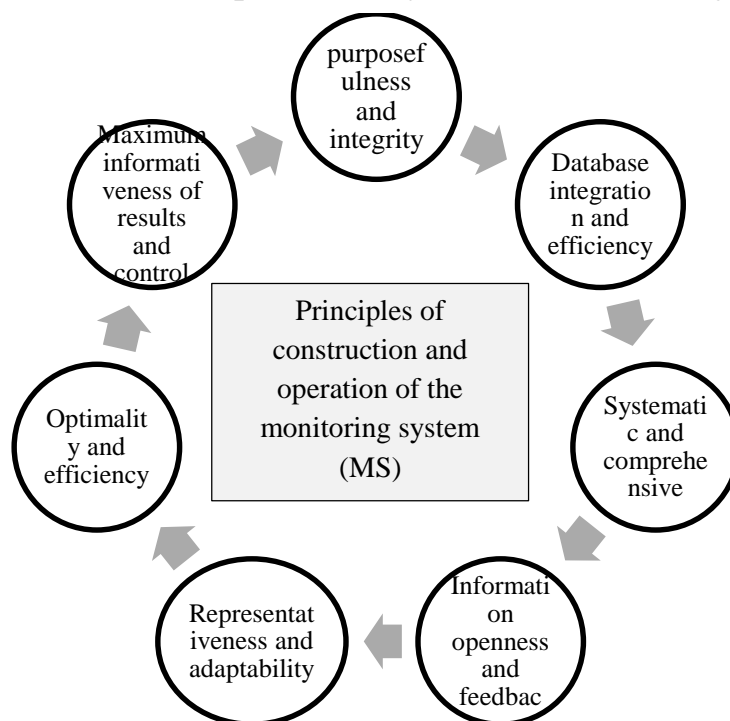 purposef
ulness and
integrity
Database
integratio
n and
efficiency
Systemati
c and
comprehe
nsive
Informati
on
openness
and
feedbac
Representat
iveness and
adaptability
Optimalit
y and
efficiency
Maximum
informati
veness of
results
and
control
Principles of
construction and
operation of the
monitoring system
(MS)